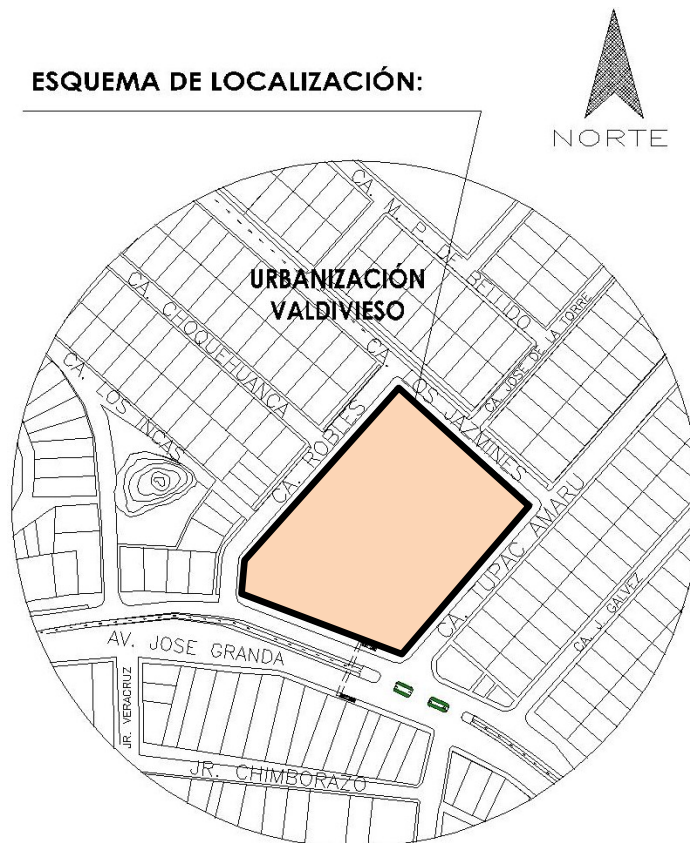 ESQUEMA DE LOCALIZACIÓN:
NORTE
CA. M. P. DE BELLIDO
URBANIZACIÓN
VALDIVIESO
CA. CHOQUEHUANCA
CA. JOSE DE LA TORRE
CA. LOS JAZMINES
CA. LOS INCAS
CA. ROBLES
CA. TUPAC AMARU
CA. J. GALVEZ
AV. JOSE GRANDA
JR. VERACRUZ
JR. CHIMBORAZO